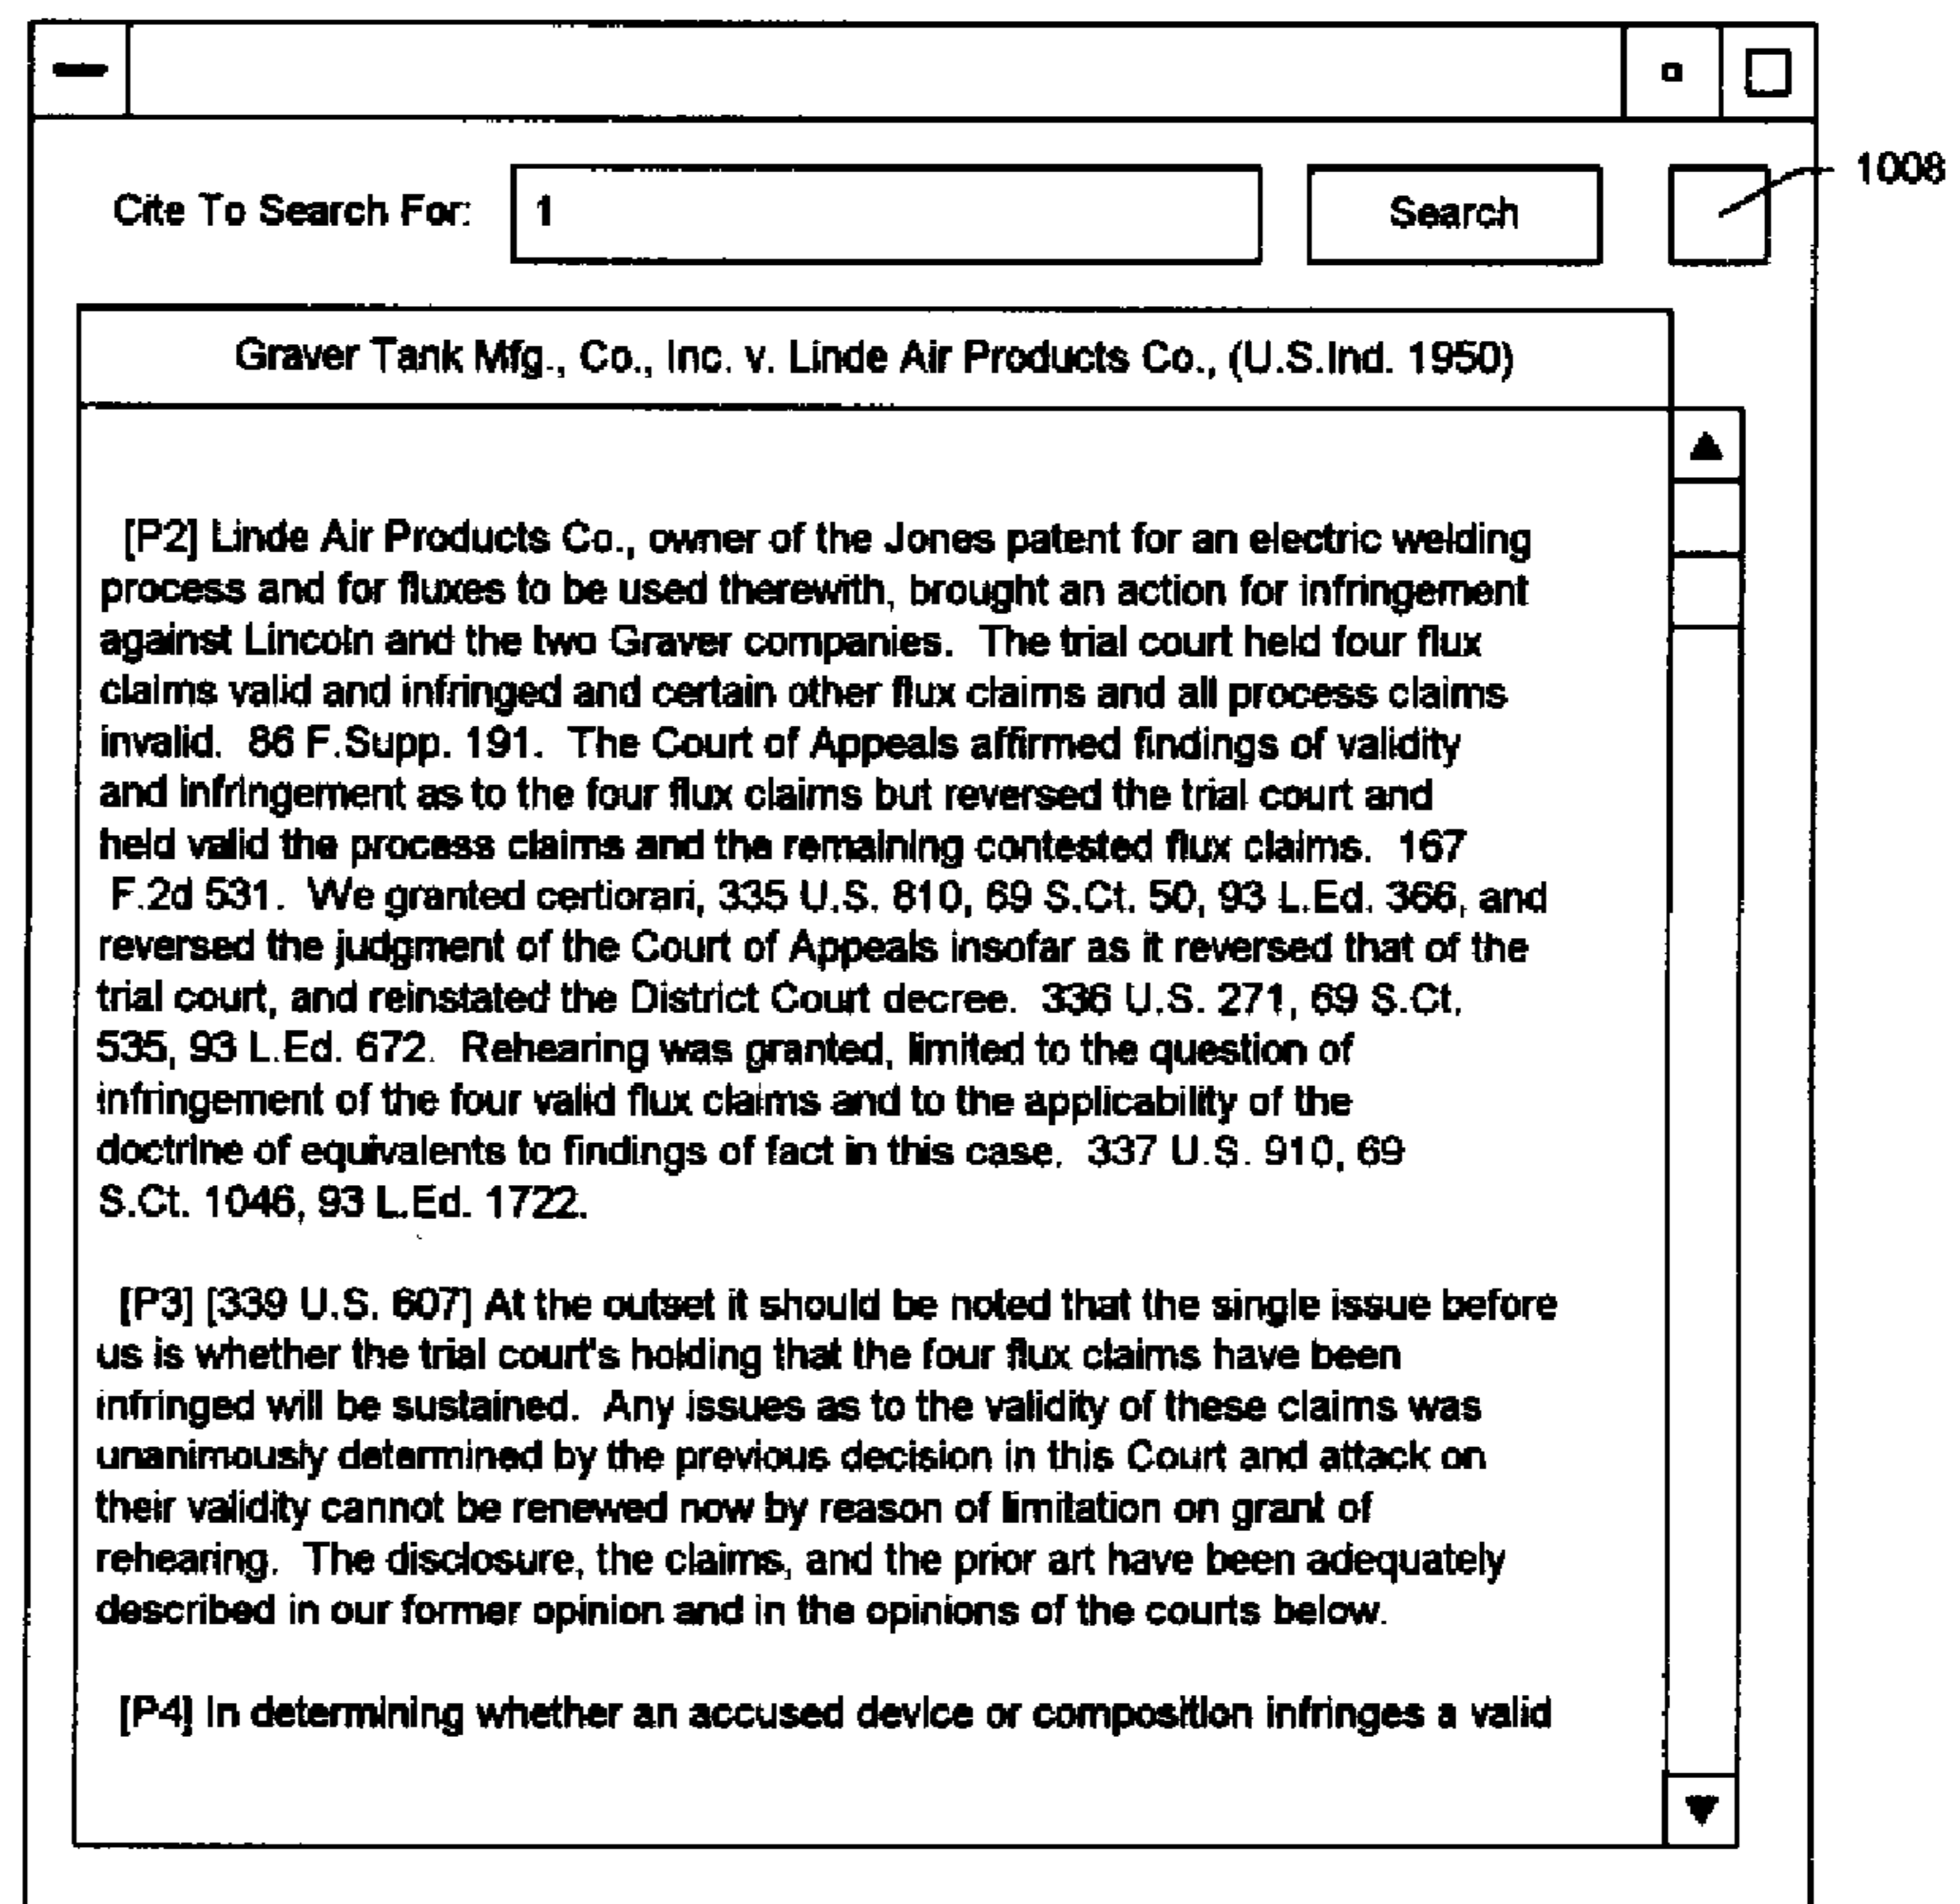 1008
Cite To Search For: 1 Search
Graver Tank Mfg., Co., Inc. v. Linde Air Products Co., (U.S.Ind. 1950)
[P2] Linde Air Products Co., owner of the Jones patent for an electric welding
process and for fluxes to be used therewith, brought an action for infringement
against Lincoln and the two Graver companies. The trial court held four flux
claims valid and infringed and certain other flux claims and all process claims
invalid. 86 F.Supp. 191. The Court of Appeals affirmed findings of validity
and infringement as to the four flux claims but reversed the trial court and
held valid the process claims and the remaining contested flux claims. 167
F.2d 531. We granted certiorari, 335 U.S. 810, 69 S.Ct. 50, 93 L.Ed. 366, and
reversed the judgment of the Court of Appeals insofar as it reversed that of the
trial court, and reinstated the District Court decree. 336 U.S. 271, 69 S.Ct.
535, 93 L.Ed. 672. Rehearing was granted, limited to the question of
infringement of the four valid flux claims and to the applicability of the
doctrine of equivalents to findings of fact in this case. 337 U.S. 910, 69
S.Ct. 1046, 93 L.Ed. 1722.
[P3] [339 U.S. 607] At the outset it should be noted that the single issue before
us is whether the trial court's holding that the four flux claims have been
infringed will be sustained. Any issues as to the validity of these claims was
unanimously determined by the previous decision in this Court and attack on
their validity cannot be renewed now by reason of limitation on grant of
rehearing. The disclosure, the claims, and the prior art have been adequately
described in our former opinion and in the opinions of the courts below.
[P4] In determining whether an accused device or composition infringes a valid